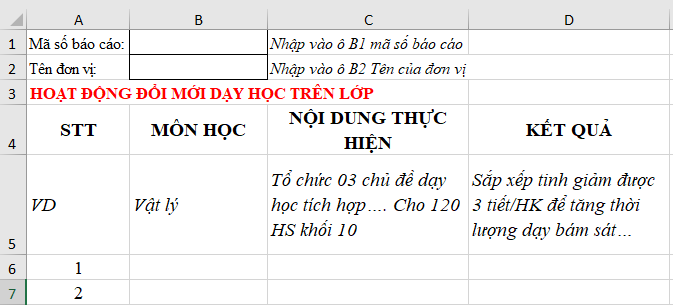 A B C D
1 Mã số báo cáo: Nhập vào ô B1 mã số báo cáo
2 Tên đơn vị: Nhập vào ô B2 Tên của đơn vị
3 HOẠT ĐỘNG ĐỔI MỚI DẠY HỌC TRÊN LỚP
4 STT MÔN HỌC NỘI DUNG THỰC HIỆN KẾT QUẢ
5 VD Vật lý Tổ chức 03 chủ đề dạy học tích hợp…. Cho 120 HS khối 10 Sắp xếp tinh giảm được 3 tiết/HK để tăng thời lượng dạy bám sát…
6 1
7 2